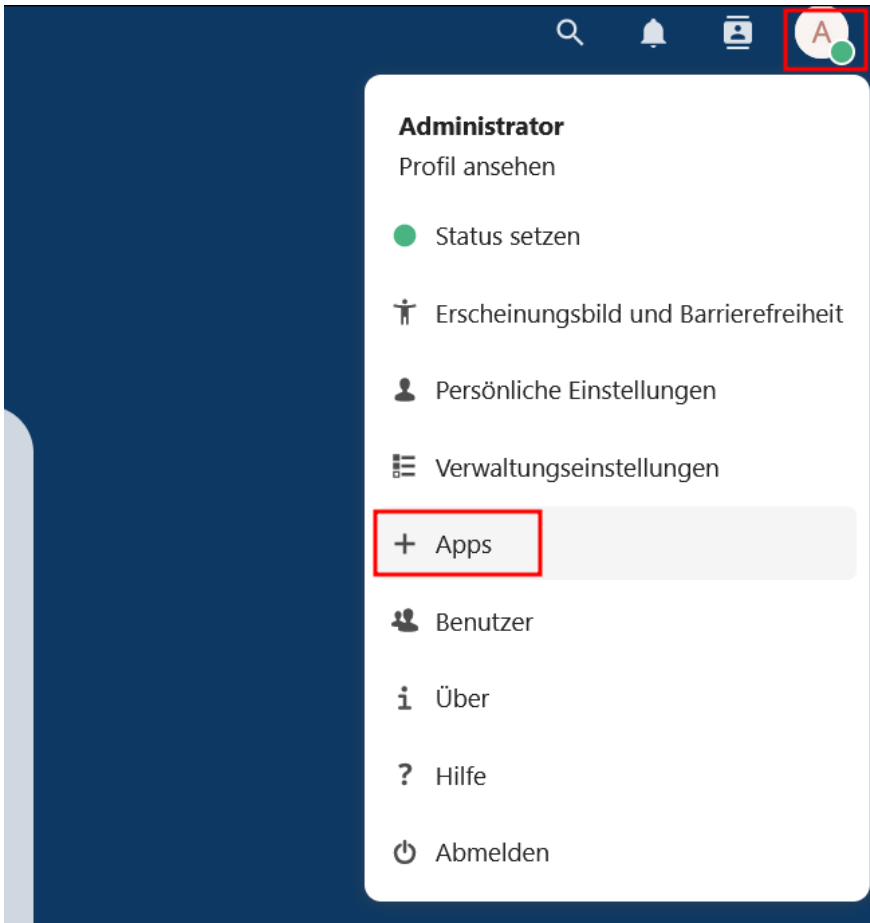 A
Administrator
Profil ansehen
Status setzen
Erscheinungsbild und Barrierefreiheit
Persönliche Einstellungen
Verwaltungseinstellungen
+ Apps
Benutzer
i Über
? Hilfe
Abmelden